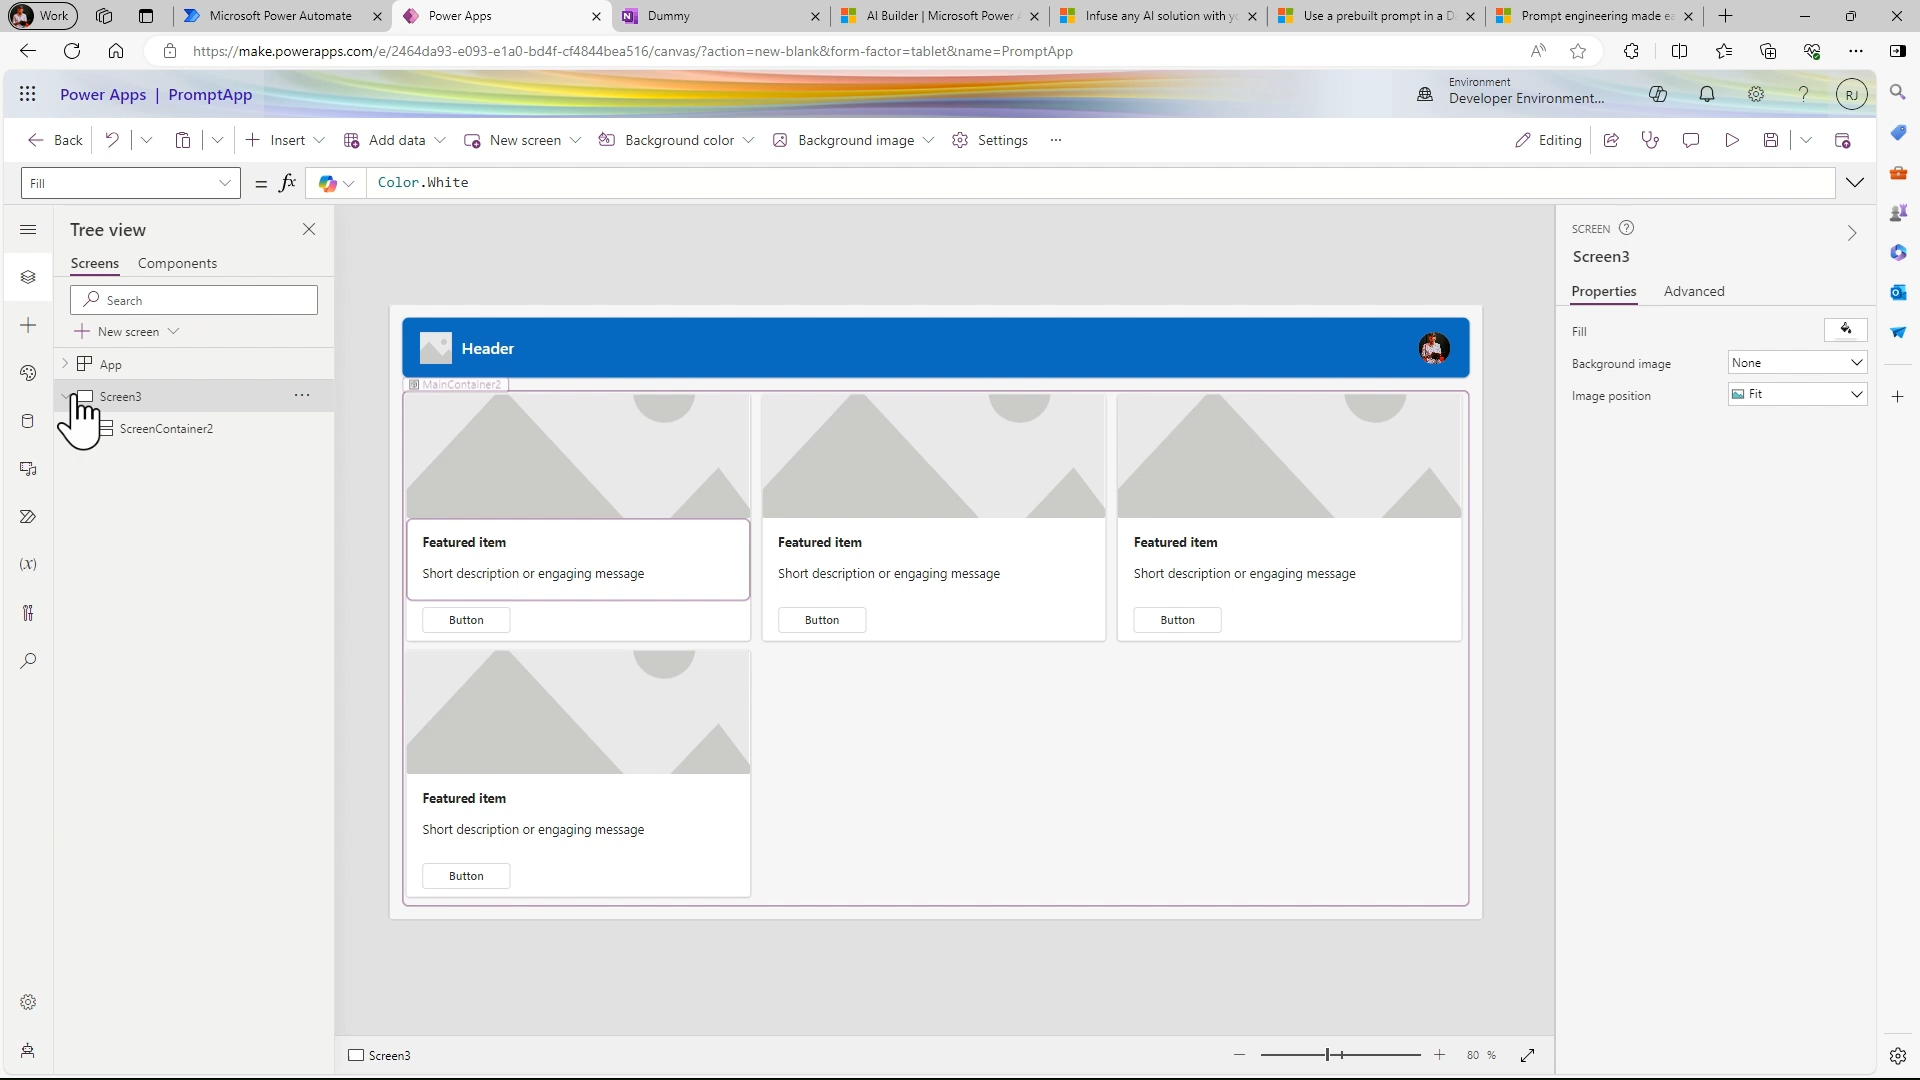 Work
Microsoft Power Automate
Power Apps
Dummy
AI Builder | Microsoft Power
Infuse any AI solution with
Use a prebuilt prompt in a
Prompt engineering made
https://make.powerapps.com/e/2464da93-e093-e1a0-bd4f-cf4844bea516/canvas/?action=new-blank&form-factor=tablet&name=PromptApp
Power Apps | PromptApp
Environment
Developer Environment...
RJ
Back
Insert
Add data
New screen
Background color
Background image
Settings
Editing
Fill
= fx
Color.White
Tree view
Screens
Components
Search
New screen
App
Screen3
ScreenContainer2
(x)
Header
MainContainer2
Featured item
Short description or engaging message
Button
Featured item
Short description or engaging message
Button
Featured item
Short description or engaging message
Button
Featured item
Short description or engaging message
Button
Screen3
80 %
SCREEN
Screen3
Properties
Advanced
Fill
Background image
None
Image position
Fit